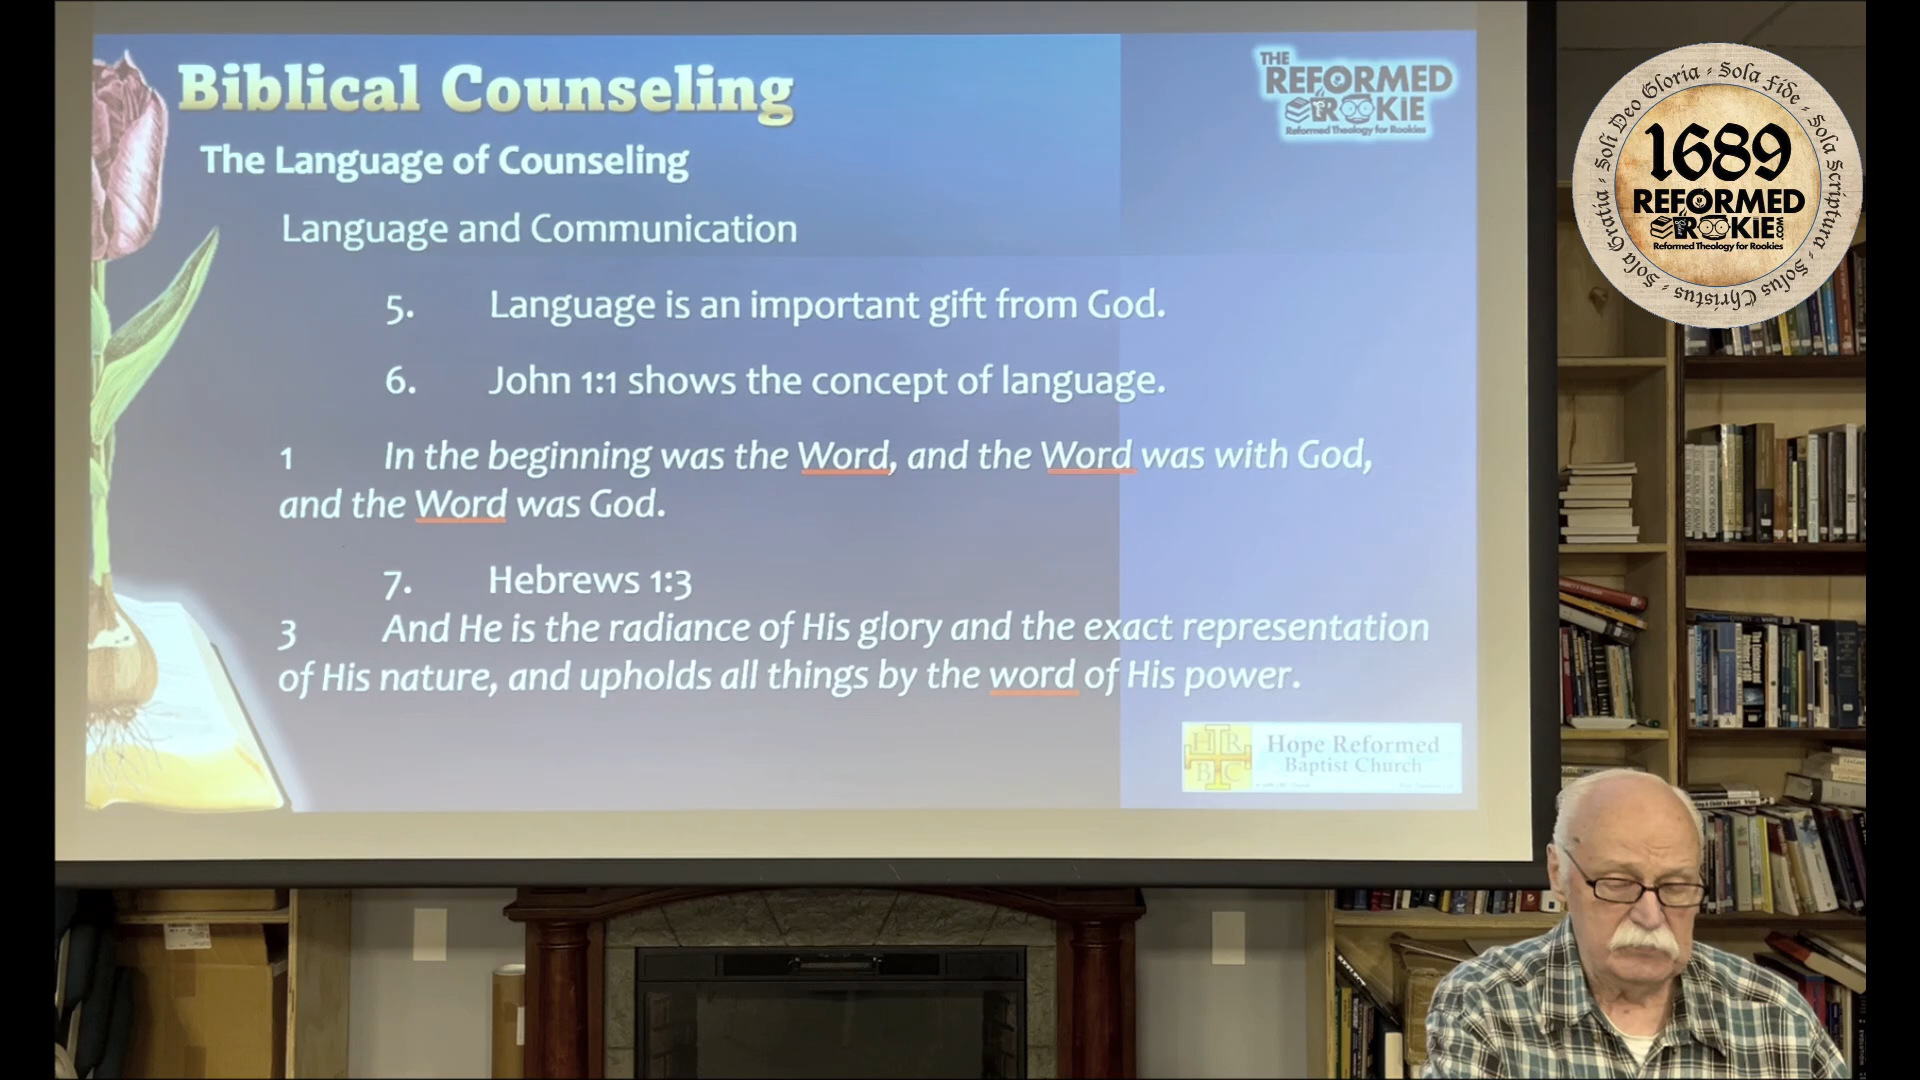 Biblical Counseling
The Language of Counseling
Language and Communication
5. Language is an important gift from God.
6. John 1:1 shows the concept of language.
1 In the beginning was the Word, and the Word was with God,
and the Word was God.
7. Hebrews 1:3
3 And He is the radiance of His glory and the exact representation
of His nature, and upholds all things by the word of His power.
THE
REFORMED
ROOKIE
Reformed Theology for Rookies
HR
BC
Hope Reformed
Baptist Church
Soli Deo Gloria - Sola Fide - Sola Scriptura - Solus Christus - Sola Gratia -
1689
REFORMED
ROOKIE.COM
Reformed Theology for Rookies